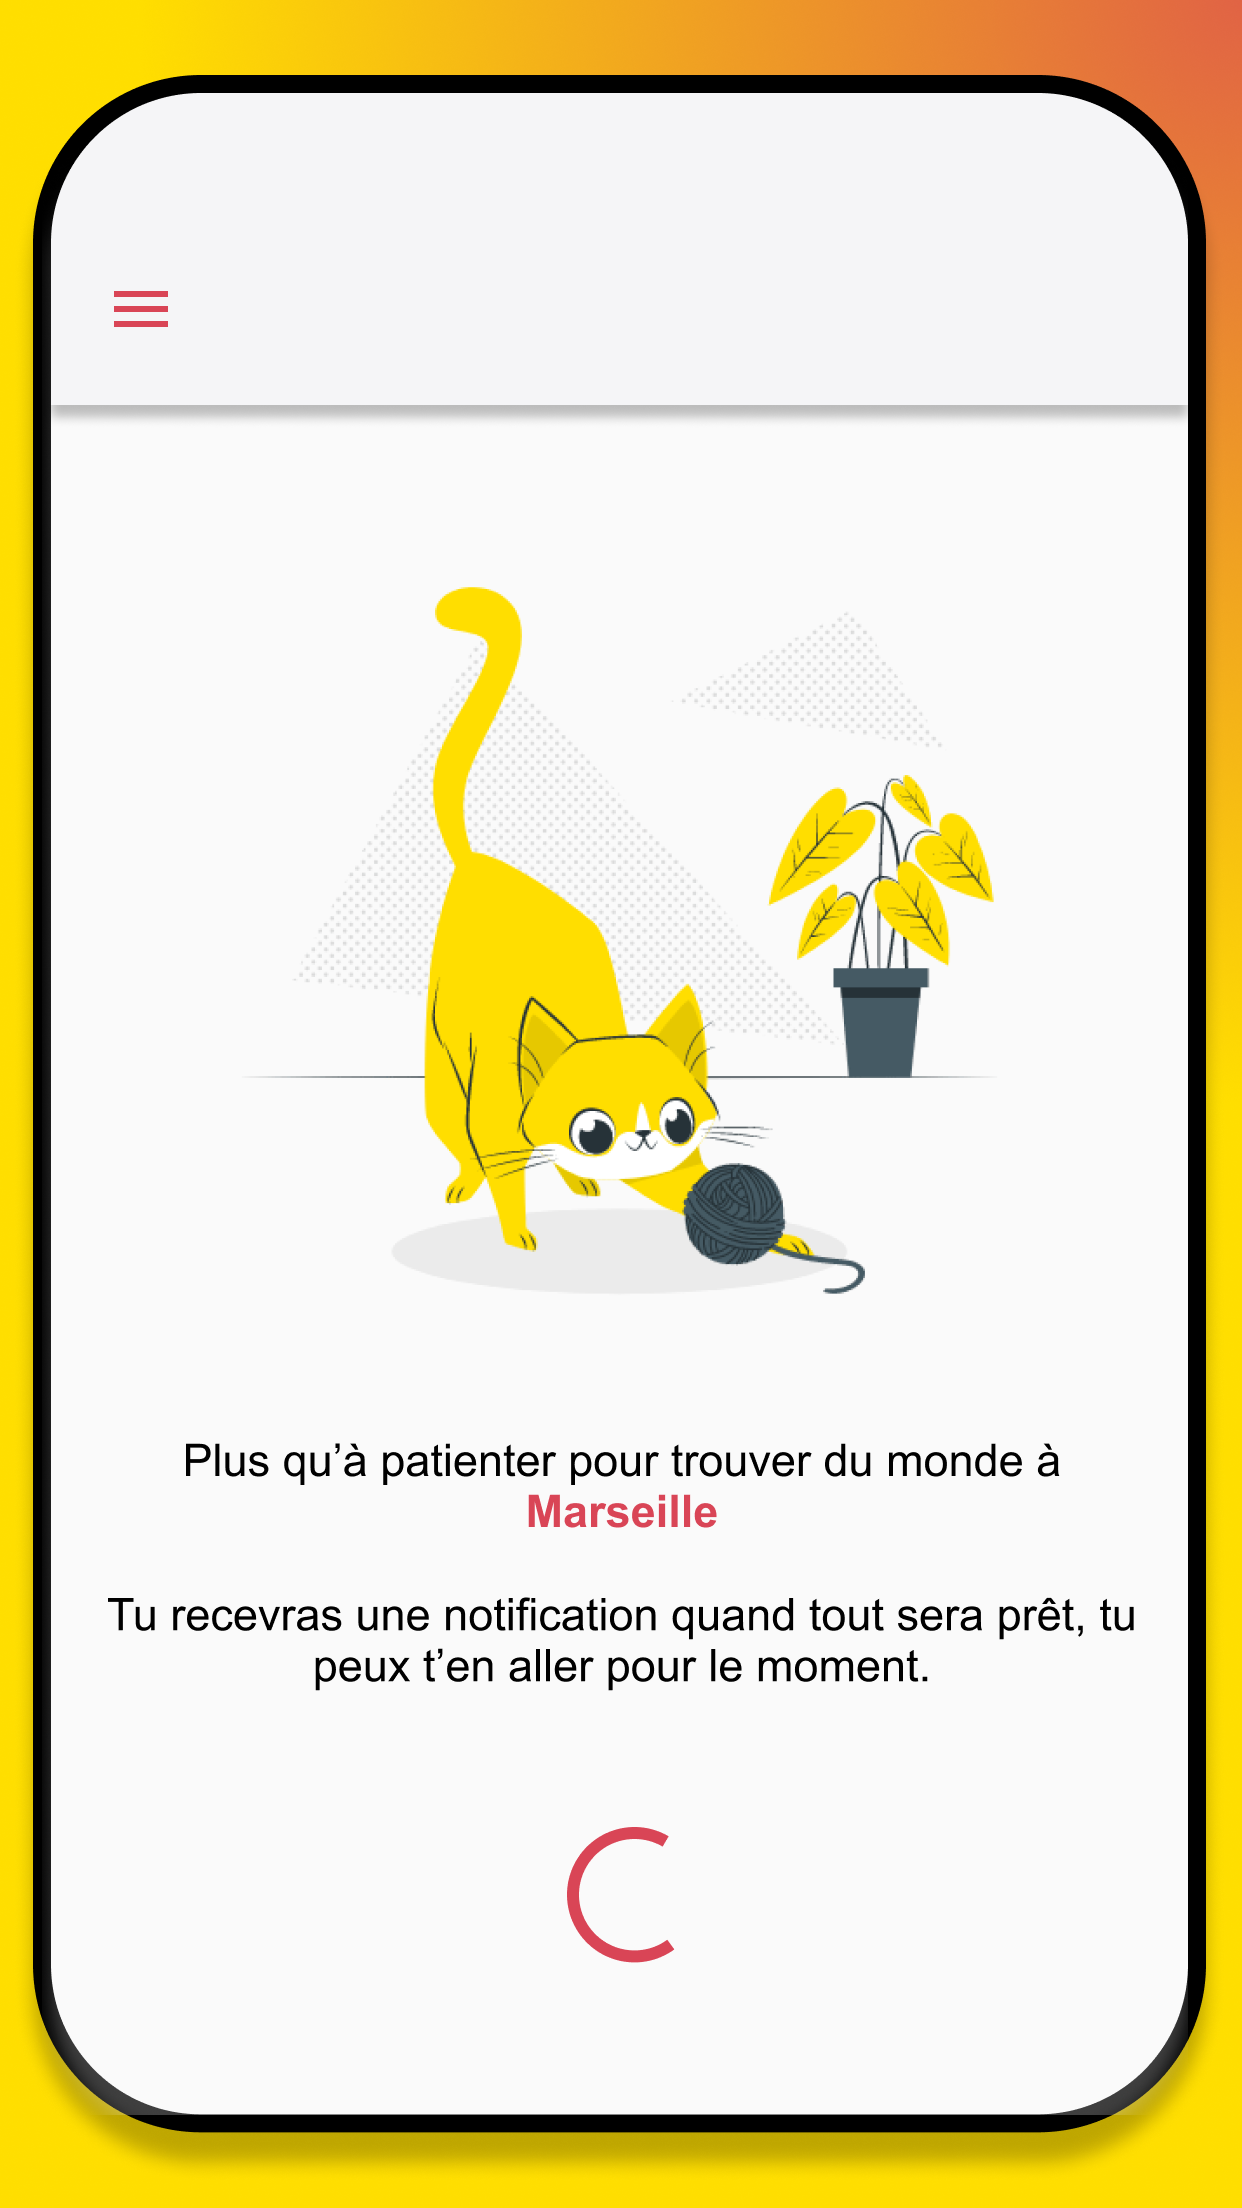 Plus qu’à patienter pour trouver du monde à
Marseille
Tu recevras une notification quand tout sera prêt, tu
peux t’en aller pour le moment.